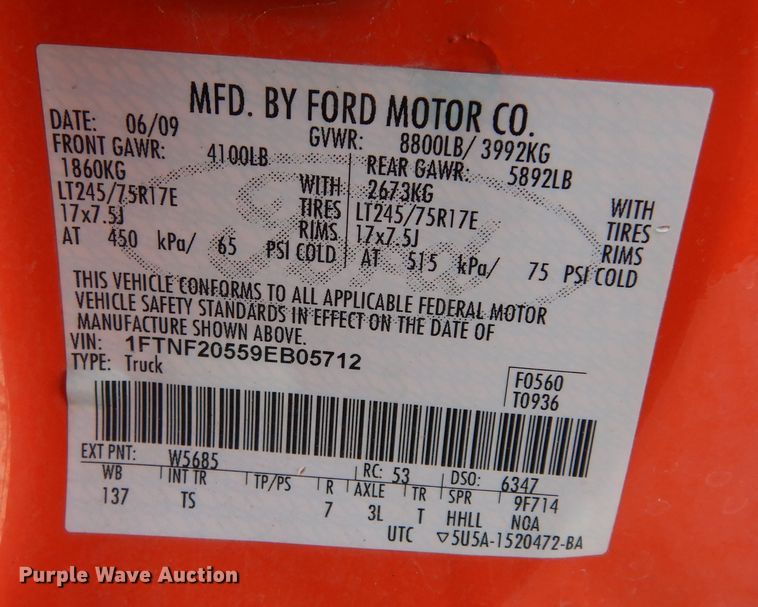 MFD. BY FORD MOTOR CO.
DATE: 06/09 GVWR: 8800LB/ 3992KG
FRONT GAWR: 4100LB REAR GAWR: 5892LB
1860KG WITH 2673KG WITH
LT245/75R17E TIRES LT245/75R17E TIRES
17x7.5J RIMS 17x7.5J RIMS
AT 450 kPa/ 65 PSI COLD AT 515 kPa/ 75 PSI COLD
THIS VEHICLE CONFORMS TO ALL APPLICABLE FEDERAL MOTOR
VEHICLE SAFETY STANDARDS IN EFFECT ON THE DATE OF
MANUFACTURE SHOWN ABOVE.
VIN: 1FTNF20559EB05712
TYPE: Truck
F0560
T0936
EXT PNT: W5685 RC: 53 DSO: 6347
WB INT TR TP/PS R AXLE TR SPR 9F714
137 TS 7 3L T HHLL NOA
UTC ▽5U5A-1520472-BA
Ford
Purple Wave Auction